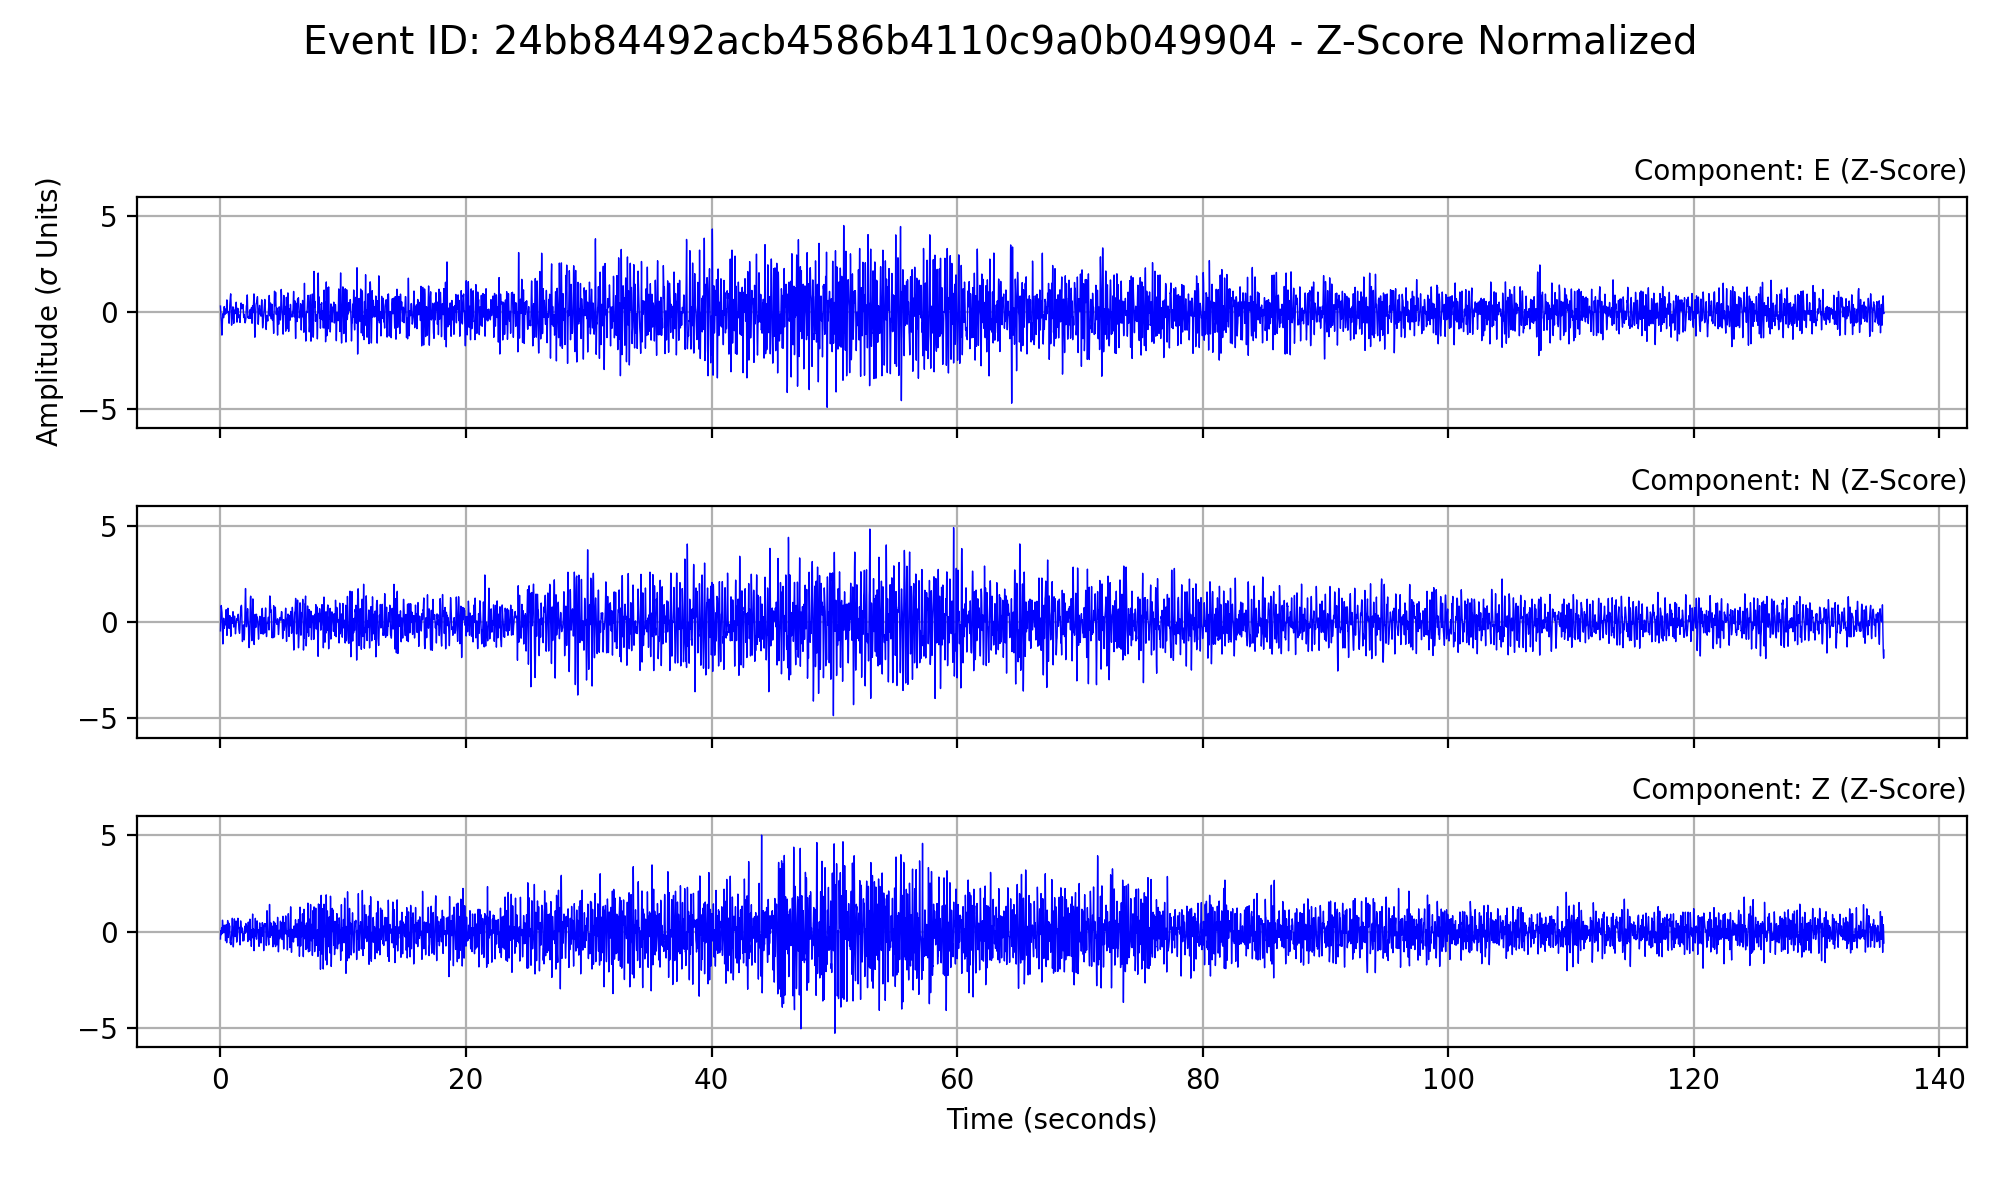 Event ID: 24bb84492acb4586b4110c9a0b049904 - Z-Score Normalized
Component: E (Z-Score)
Amplitude (σ Units)
5
0
−5
Component: N (Z-Score)
5
0
−5
Component: Z (Z-Score)
5
0
−5
0 20 40 60 80 100 120 140
Time (seconds)